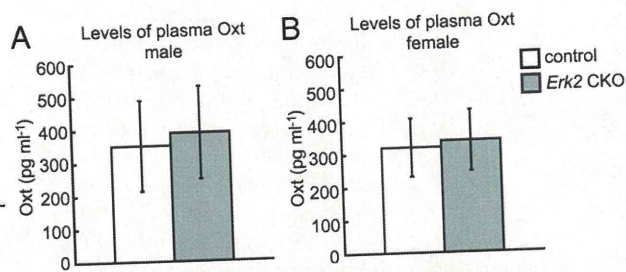 A
Levels of plasma Oxt
male
600
500
400
300
200
100
0
Oxt (pg ml-1)
B
Levels of plasma Oxt
female
600
500
400
300
200
100
0
Oxt (pg ml-1)
control
Erk2 CKO